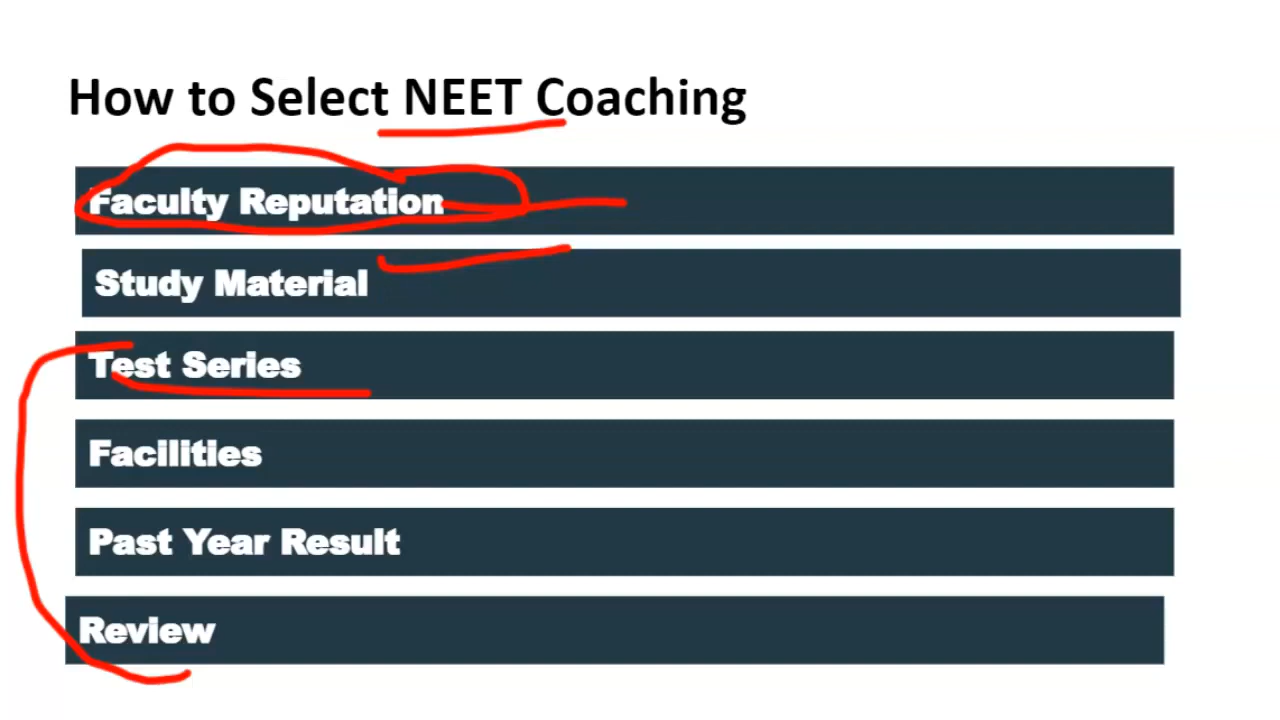 How to Select NEET Coaching
Faculty Reputation
Study Material
Test Series
Facilities
Past Year Result
Review